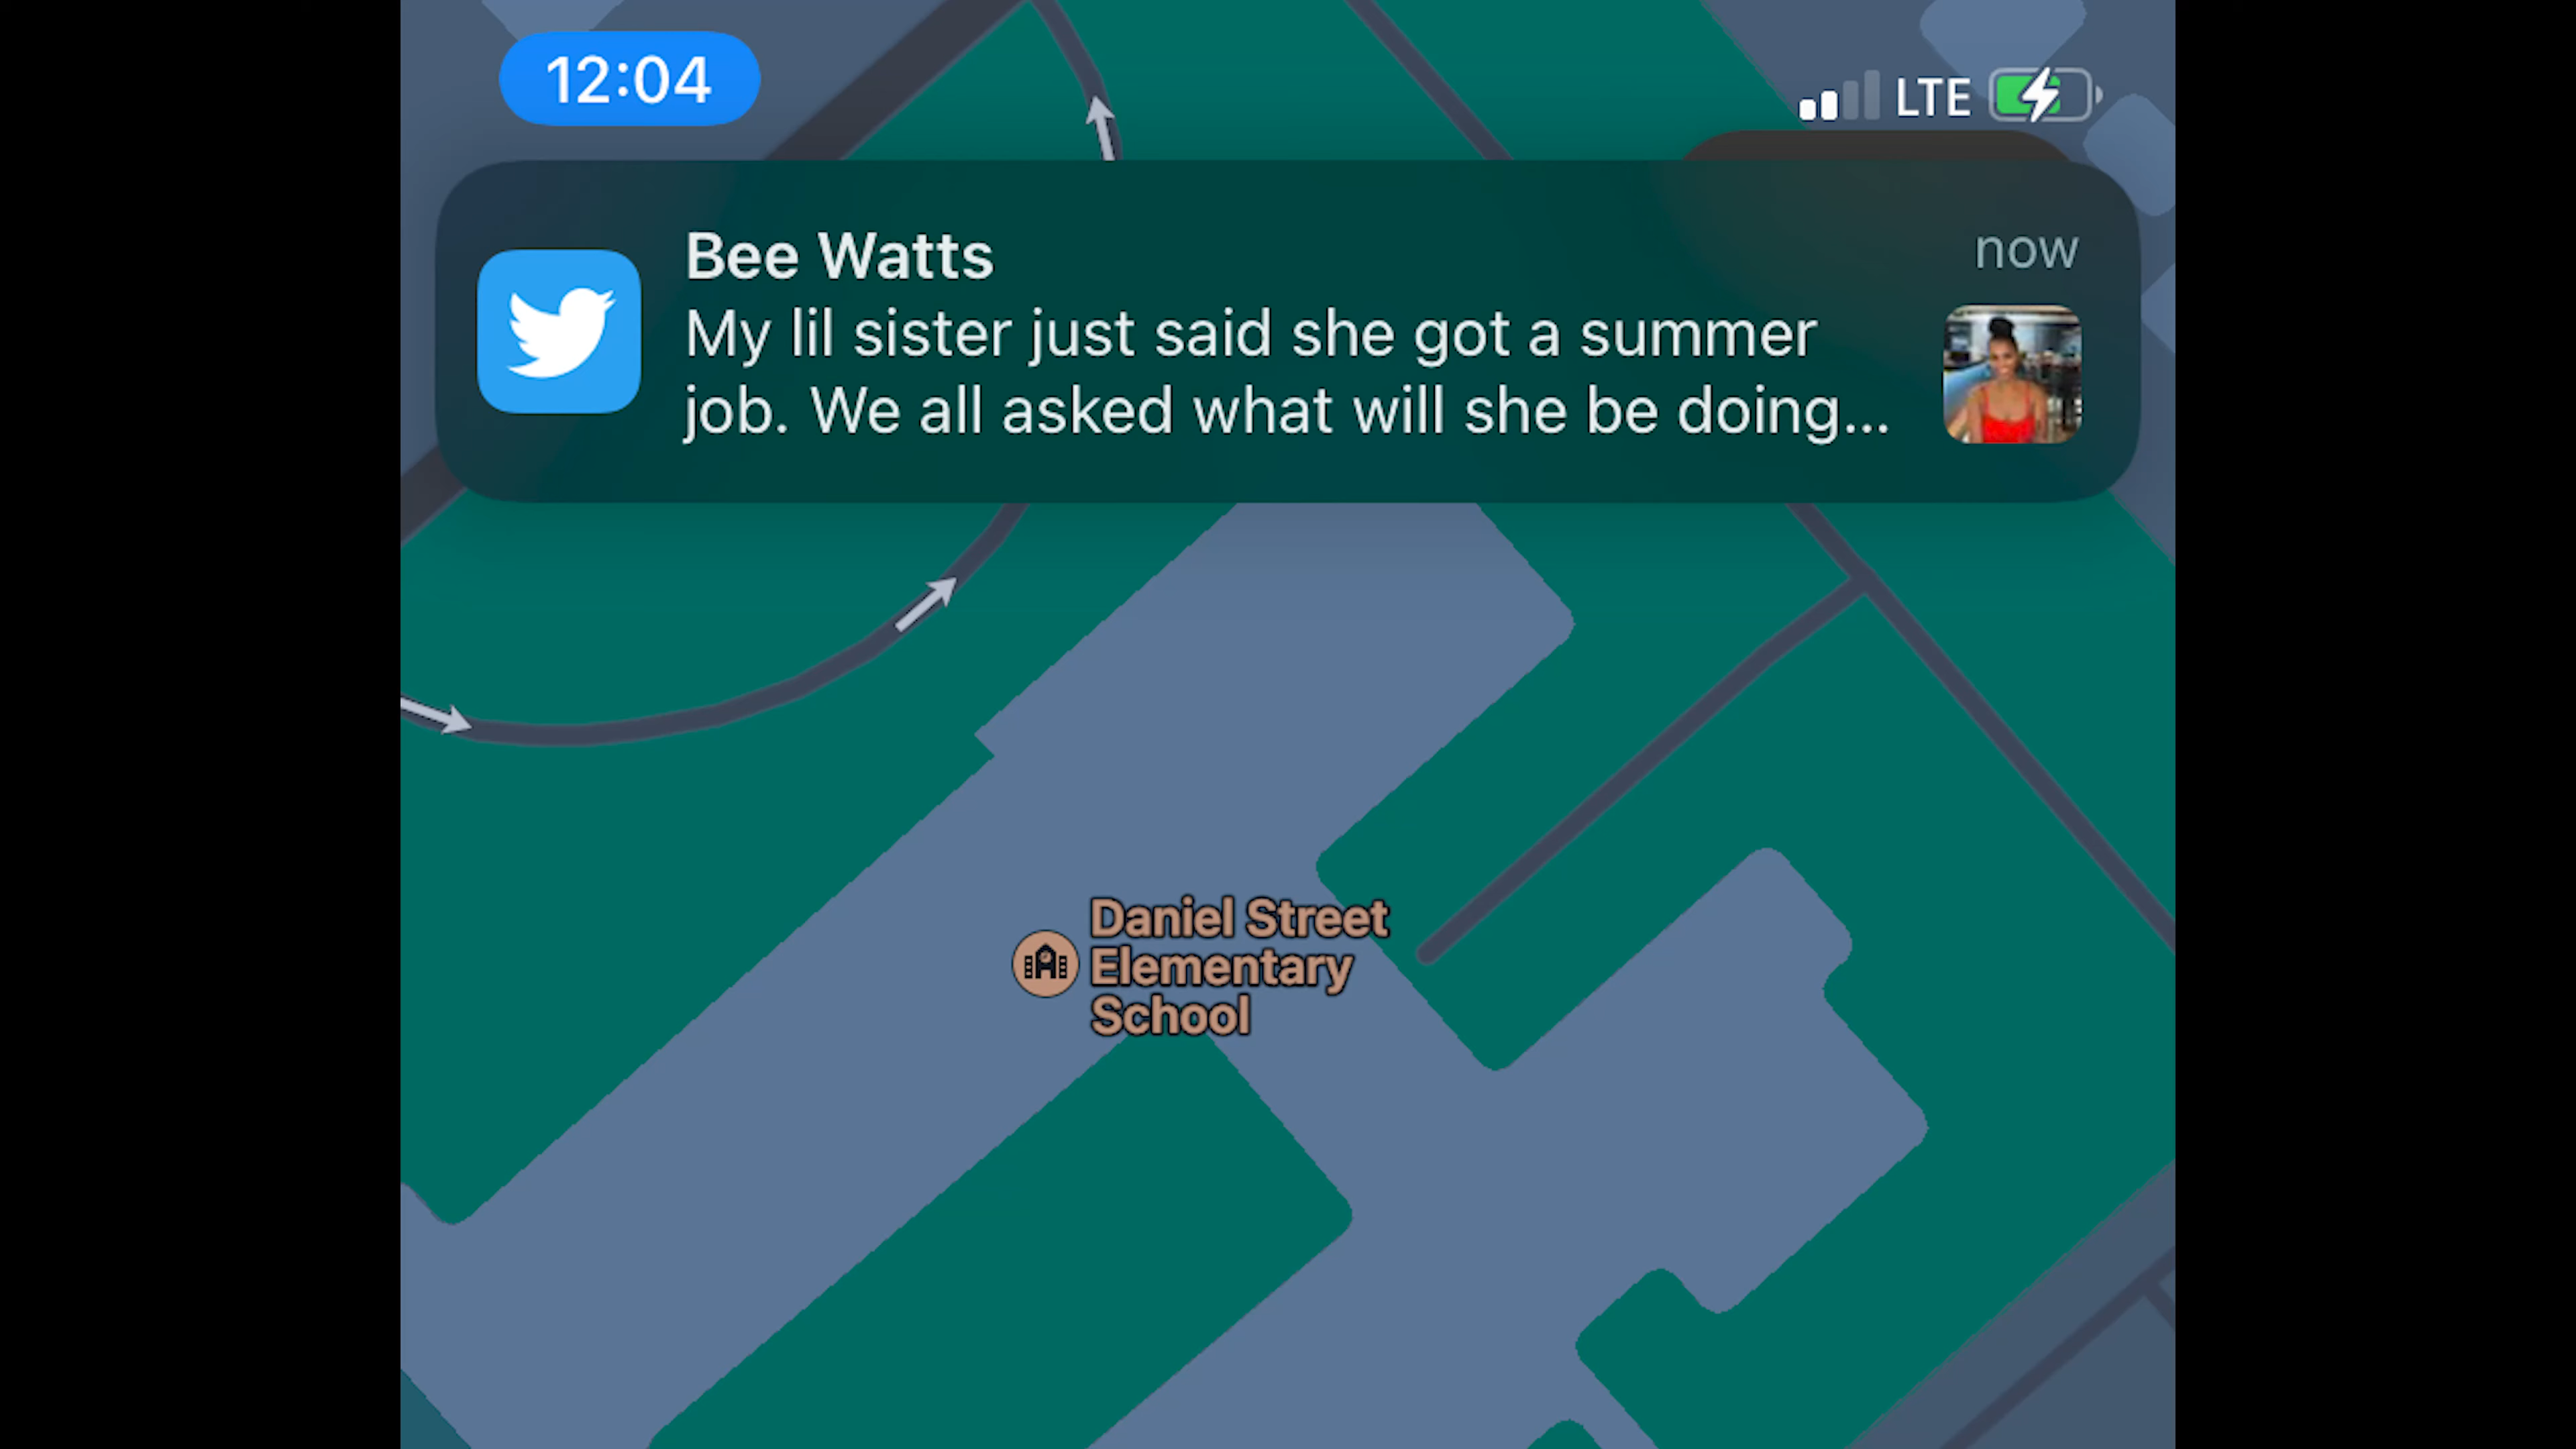 12:04
LTE
Bee Watts
now
My lil sister just said she got a summer
job. We all asked what will she be doing...
Daniel Street
Elementary
School